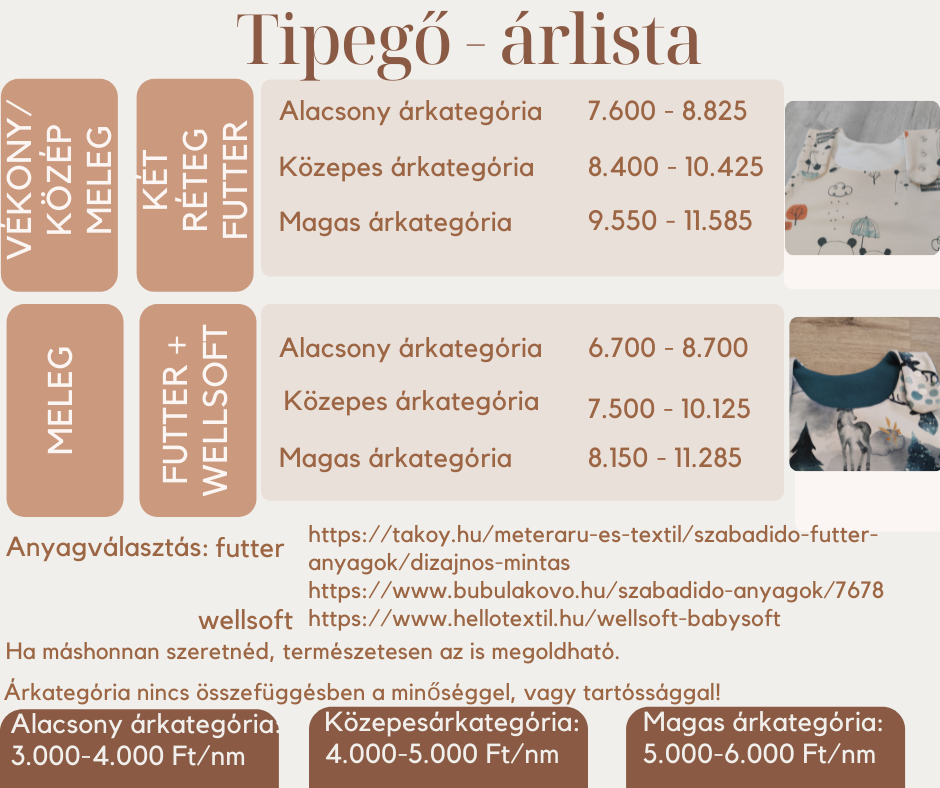 Tipegő - árlista
VÉKONY/
KÖZÉP
MELEG
KÉT
RÉTEG
FUTTER
Alacsony árkategória 7.600 - 8.825
Közepes árkategória 8.400 - 10.425
Magas árkategória 9.550 - 11.585
MELEG
FUTTER +
WELLSOFT
Alacsony árkategória 6.700 - 8.700
Közepes árkategória 7.500 - 10.125
Magas árkategória 8.150 - 11.285
Anyagválasztás: futter
https://takoy.hu/meteraru-es-textil/szabadido-futter-
anyagok/dizajnos-mintas
https://www.bubulakovo.hu/szabadido-anyagok/7678
wellsoft https://www.hellotextil.hu/wellsoft-babysoft
Ha máshonnan szeretnéd, természetesen az is megoldható.
Árkategória nincs összefüggésben a minőséggel, vagy tartóssággal!
Alacsony árkategória:
3.000-4.000 Ft/nm
Közepesárkategória:
4.000-5.000 Ft/nm
Magas árkategória:
5.000-6.000 Ft/nm